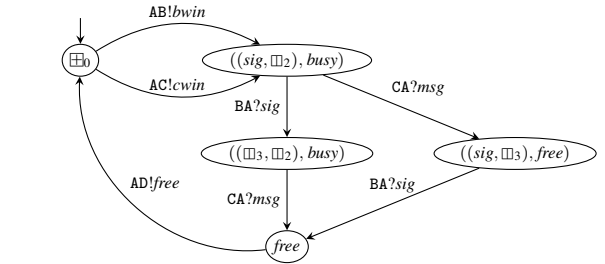 AB!bwin
⊞₀
((sig, ◫₂), busy)
AC!cwin
CA?msg
BA?sig
((◫₃, ◫₂), busy)
((sig, ◫₃), free)
AD!free
BA?sig
CA?msg
free